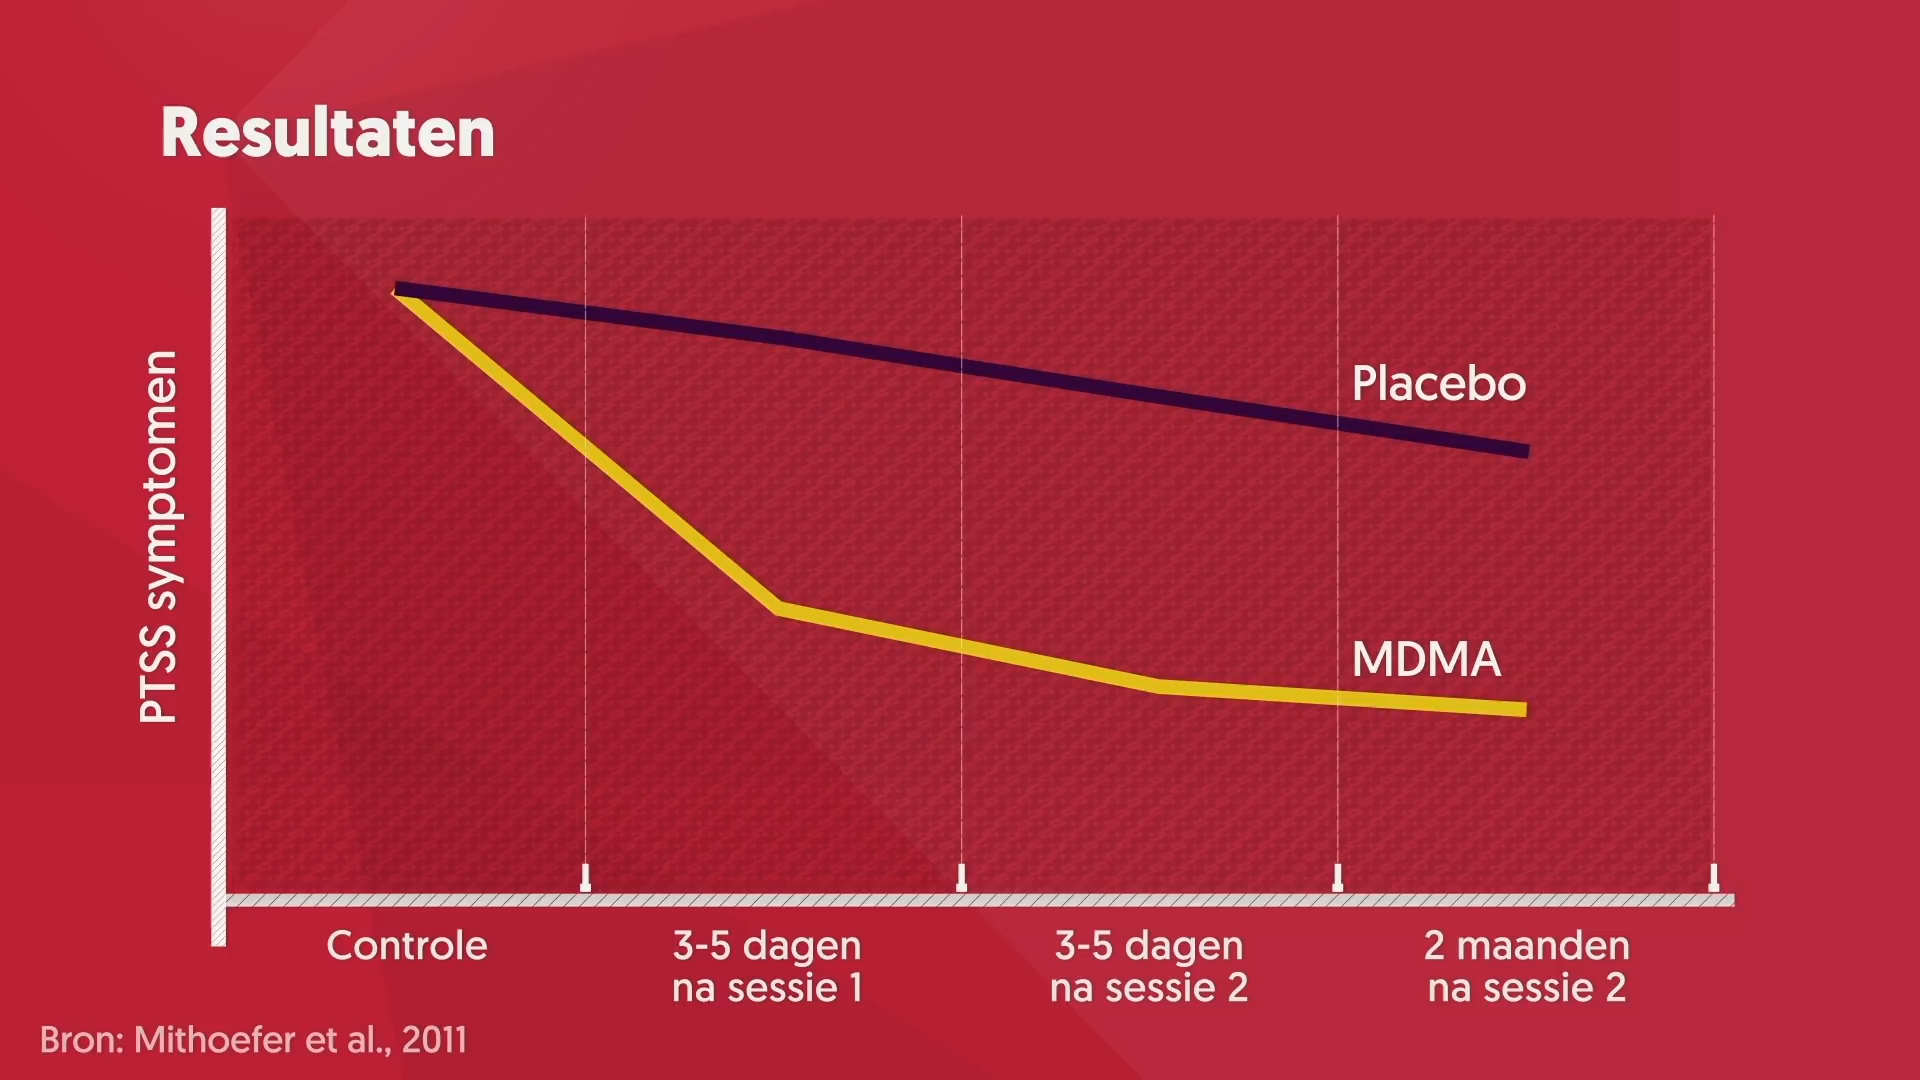 Resultaten
PTSS symptomen
Placebo
MDMA
Controle
3-5 dagen
na sessie 1
3-5 dagen
na sessie 2
2 maanden
na sessie 2
Bron: Mithoefer et al., 2011